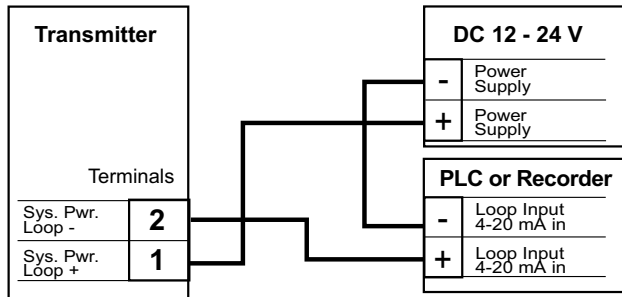 Transmitter
Terminals
Sys. Pwr.
Loop -
2
Sys. Pwr.
Loop +
1
DC 12 - 24 V
-
Power
Supply
+
Power
Supply
PLC or Recorder
-
Loop Input
4-20 mA in
+
Loop Input
4-20 mA in